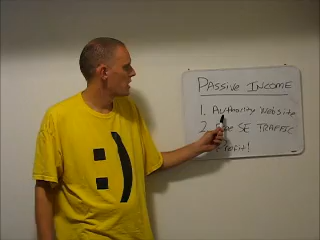 PASSIVE INCOME
1. Authority Website
2. SE TRAFFIC
:)